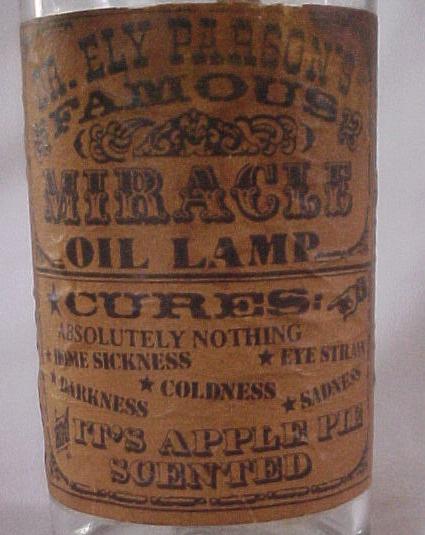 ELY PARSON'S
FAMOUS
MIRACLE
OIL LAMP
CURES:
ABSOLUTELY NOTHING
HOME SICKNESS EYE STRAIN
DARKNESS COLDNESS SADNESS
IT'S APPLE PIE
SCENTED